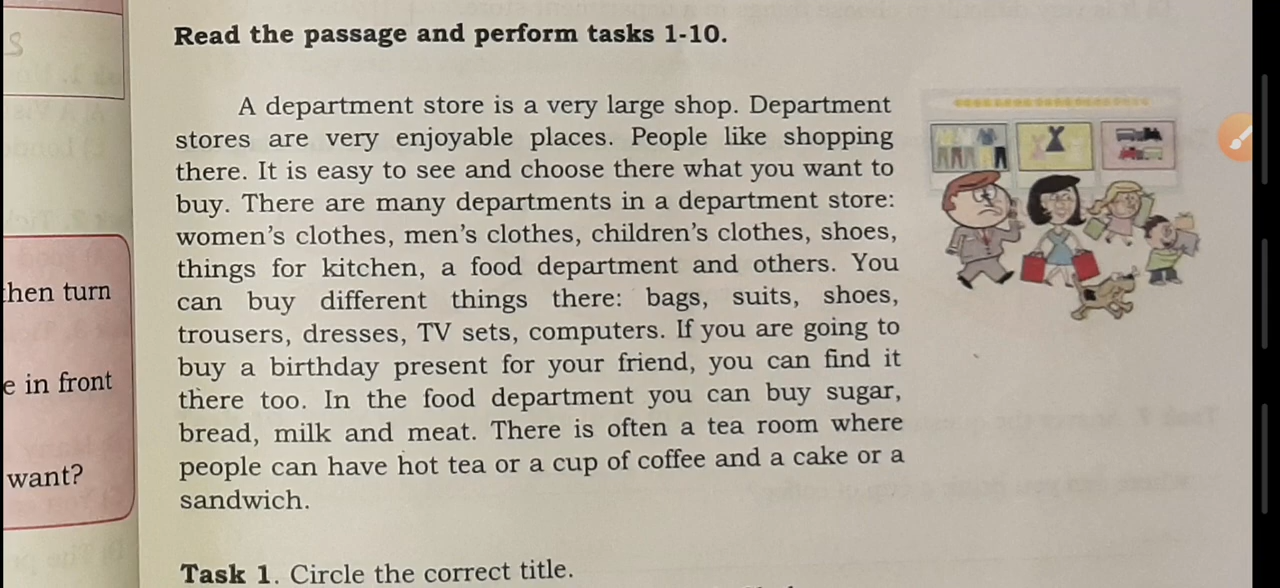 s
hen turn
e in front
want?
Read the passage and perform tasks 1-10.
A department store is a very large shop. Department
stores are very enjoyable places. People like shopping
there. It is easy to see and choose there what you want to
buy. There are many departments in a department store:
women's clothes, men's clothes, children's clothes, shoes,
things for kitchen, a food department and others. You
can buy different things there: bags, suits, shoes,
trousers, dresses, TV sets, computers. If you are going to
buy a birthday present for your friend, you can find it
there too. In the food department you can buy sugar,
bread, milk and meat. There is often a tea room where
people can have hot tea or a cup of coffee and a cake or a
sandwich.
Task 1. Circle the correct title.